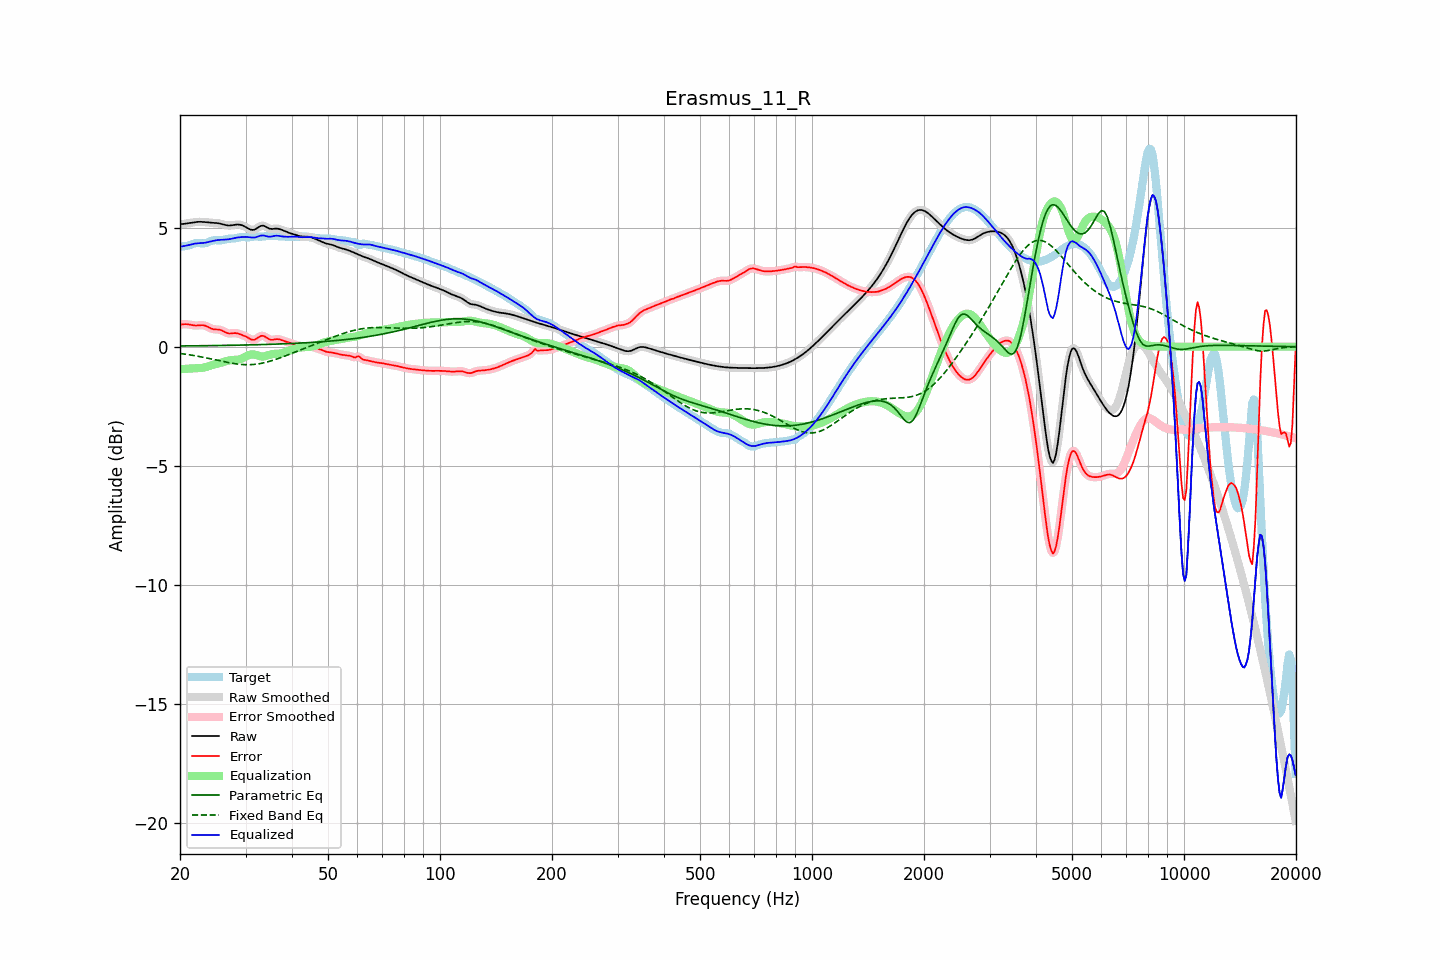 Erasmus_11_R
Amplitude (dBr)
5
0
−5
−10
−15
−20
Target
Raw Smoothed
Error Smoothed
Raw
Error
Equalization
Parametric Eq
Fixed Band Eq
Equalized
20 50 100 200 500 1000 2000 5000 10000 20000
Frequency (Hz)